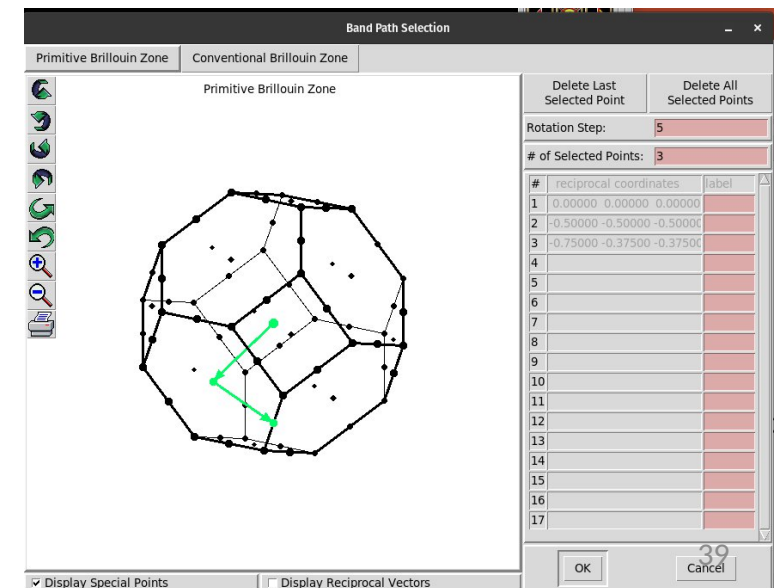 Band Path Selection
Primitive Brillouin Zone Conventional Brillouin Zone
Primitive Brillouin Zone
Delete Last Selected Point
Delete All Selected Points
Rotation Step: 5
# of Selected Points: 3
# reciprocal coordinates label
1 0.00000 0.00000 0.00000
2 -0.50000 -0.50000 -0.5000
3 -0.75000 -0.37500 -0.3750
4
5
6
7
8
9
10
11
12
13
14
15
16
17
OK Cancel
39
Display Special Points Display Reciprocal Vectors